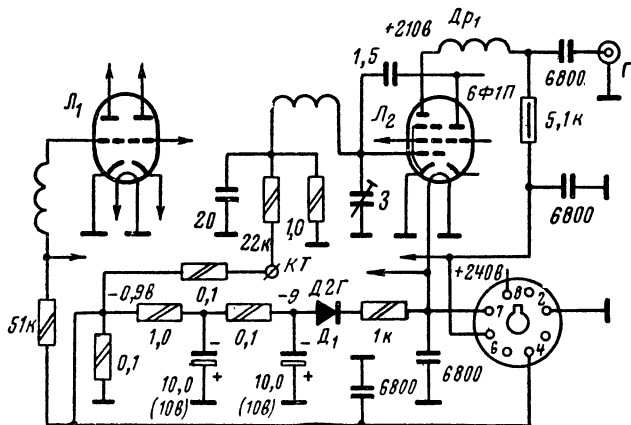 +210в
Др₁
1,5
6Ф1П
6800
Г
Л₁
Л₂
5,1к
20
22к
1,0
3
6800
КТ
+240в
-0,9в
0,1
-9
Д2Г
51к
1,0
0,1
Д₁
1к
8
2
7
6
4
0,1
10,0
(10в)
10,0
(10в)
6800
6800